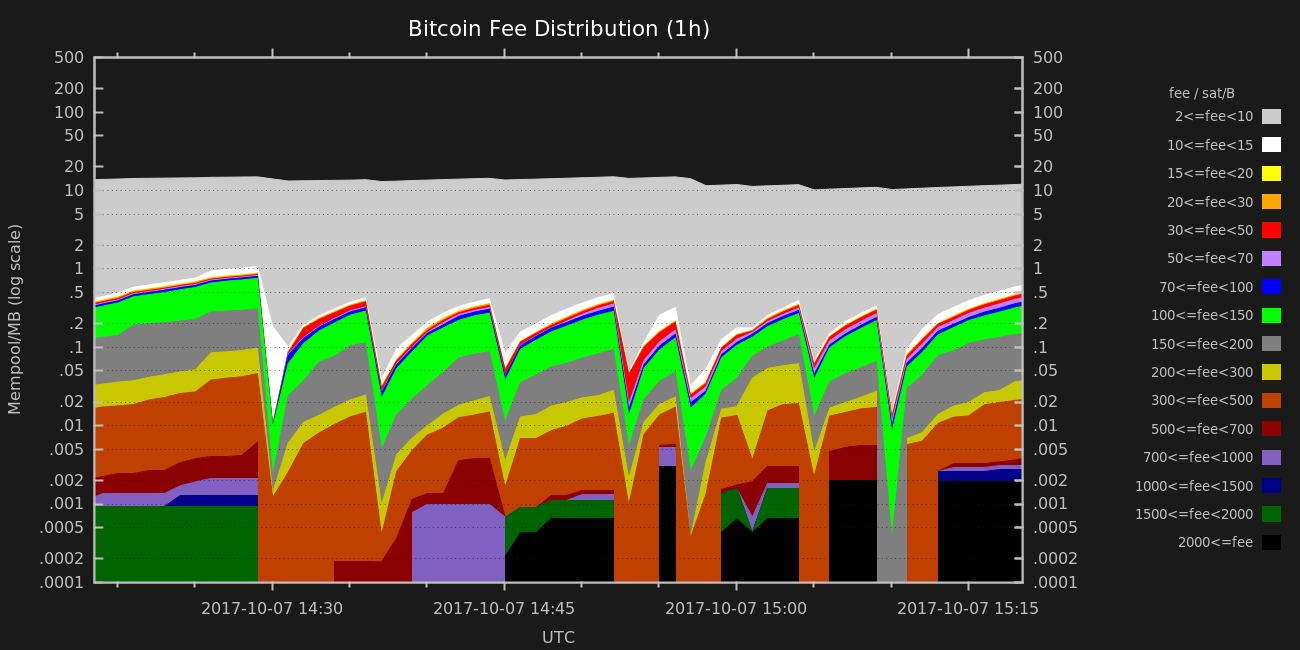 Bitcoin Fee Distribution (1h)
Mempool/MB (log scale)
500
200
100
50
20
10
5
2
1
.5
.2
.1
.05
.02
.01
.005
.002
.001
.0005
.0002
.0001
500
200
100
50
20
10
5
2
1
.5
.2
.1
.05
.02
.01
.005
.002
.001
.0005
.0002
.0001
2017-10-07 14:30
2017-10-07 14:45
2017-10-07 15:00
2017-10-07 15:15
UTC
fee / sat/B
2<=fee<10
10<=fee<15
15<=fee<20
20<=fee<30
30<=fee<50
50<=fee<70
70<=fee<100
100<=fee<150
150<=fee<200
200<=fee<300
300<=fee<500
500<=fee<700
700<=fee<1000
1000<=fee<1500
1500<=fee<2000
2000<=fee